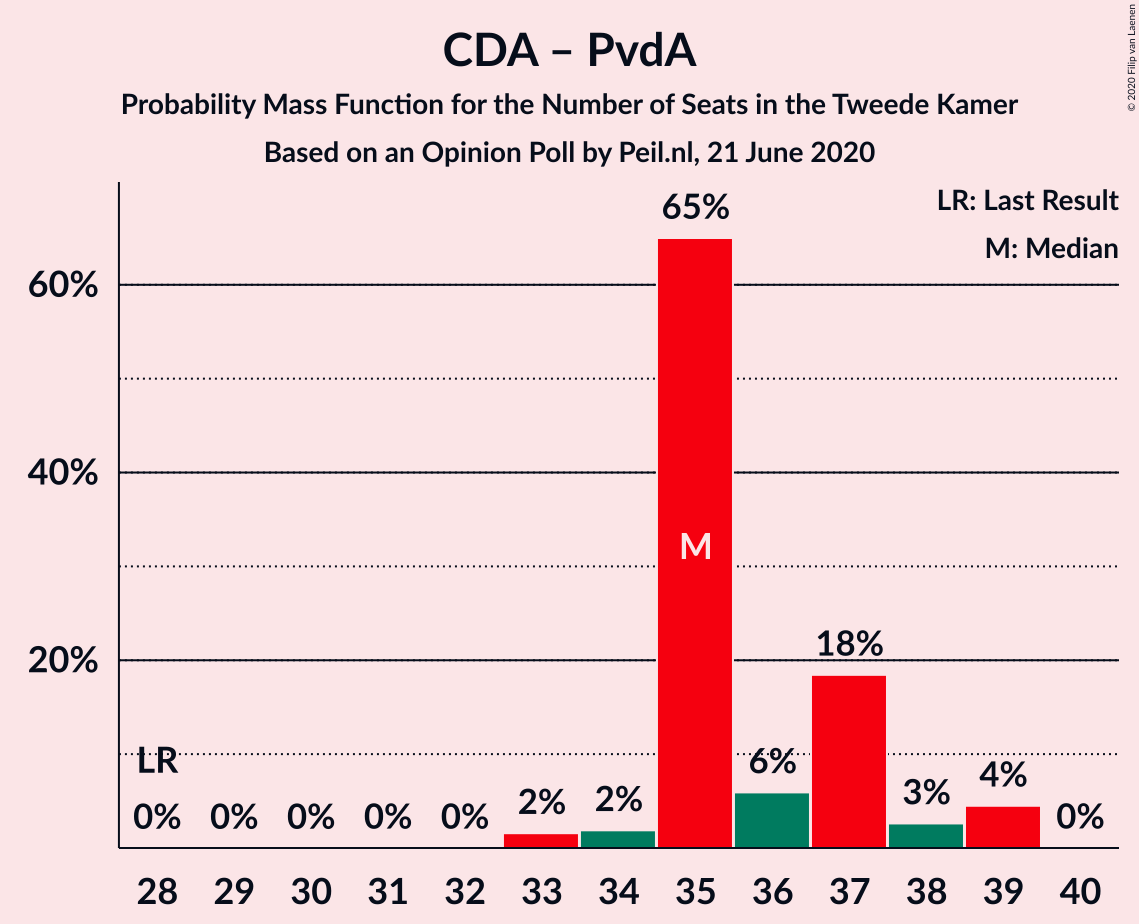 CDA – PvdA
Probability Mass Function for the Number of Seats in the Tweede Kamer
Based on an Opinion Poll by Peil.nl, 21 June 2020
© 2020 Filip van Laenen
LR: Last Result
M: Median
65%
60%
40%
M
20%
18%
LR
6%
4%
3%
2%
2%
0%
0%
0%
0%
0%
0%
28 29 30 31 32 33 34 35 36 37 38 39 40